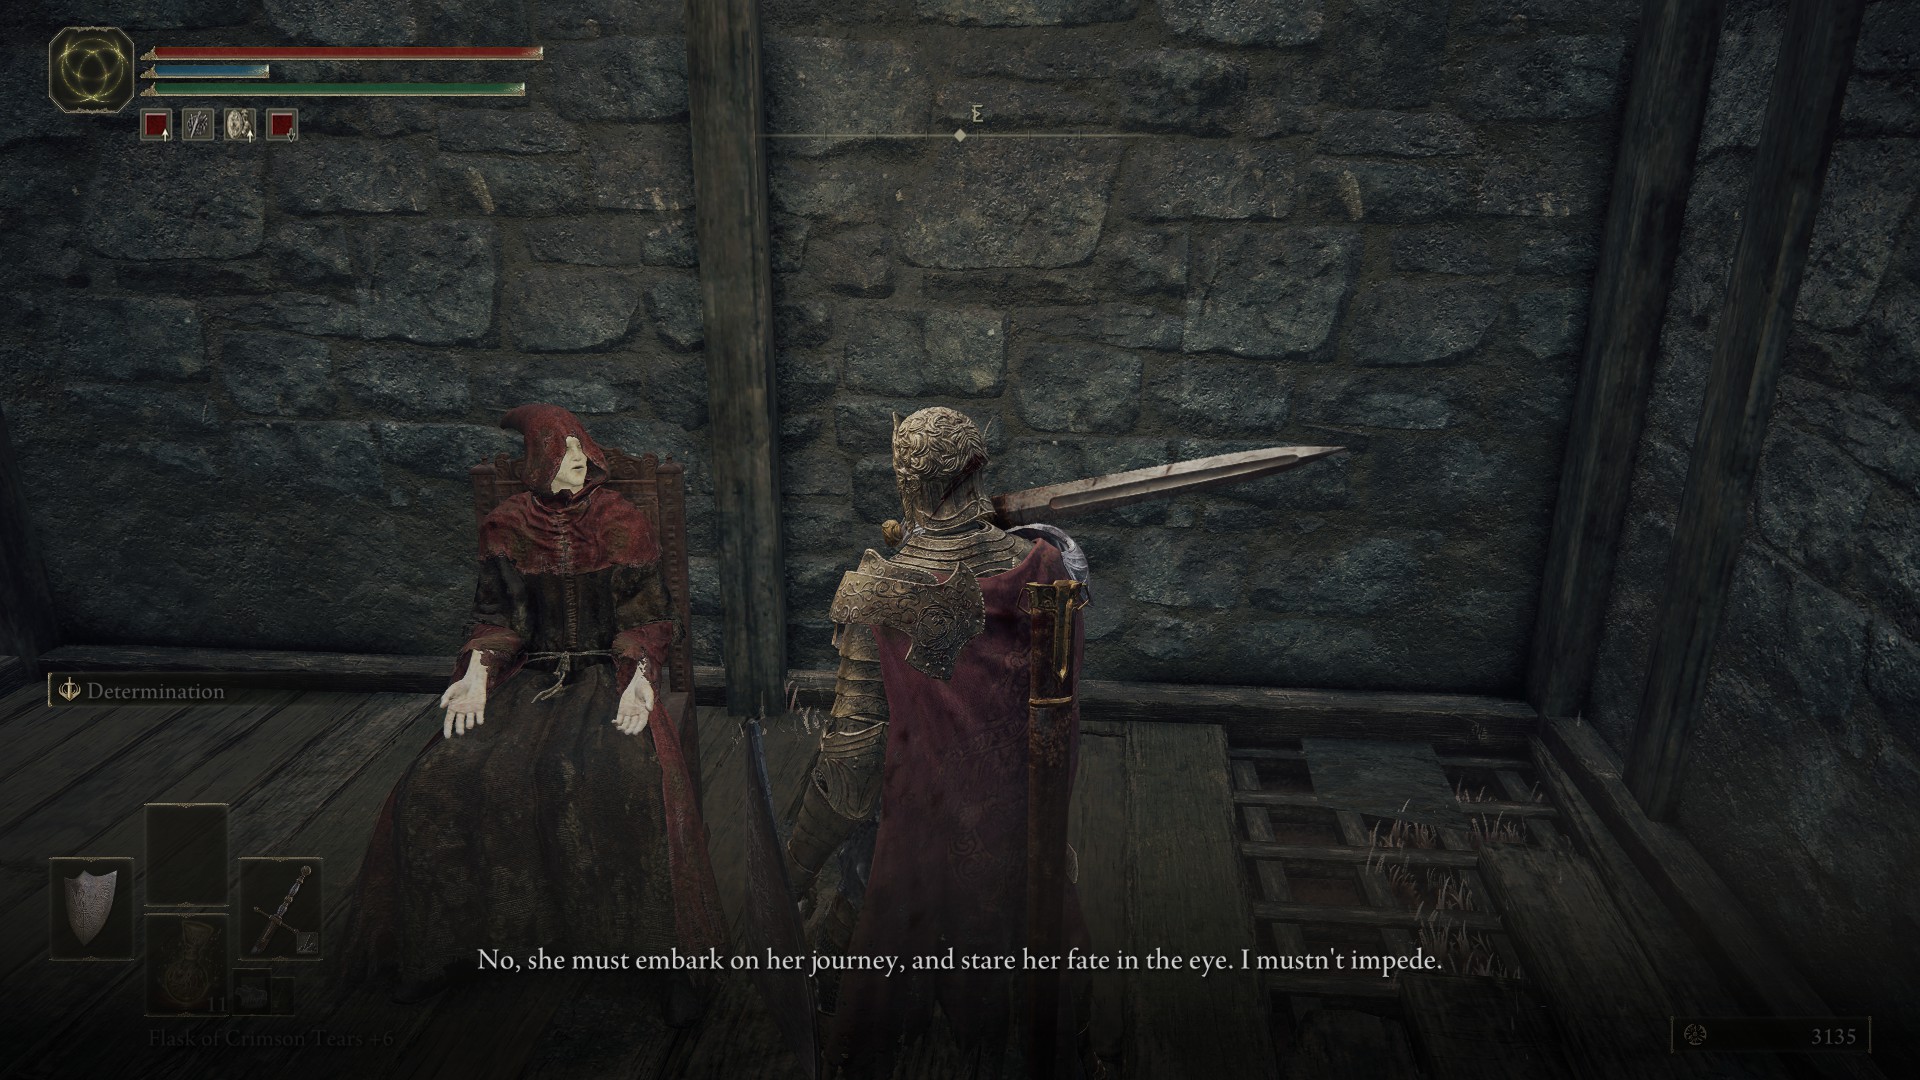 E
Determination
No, she must embark on her journey, and stare her fate in the eye. I mustn't impede.
11
Flask of Crimson Tears +6
3135